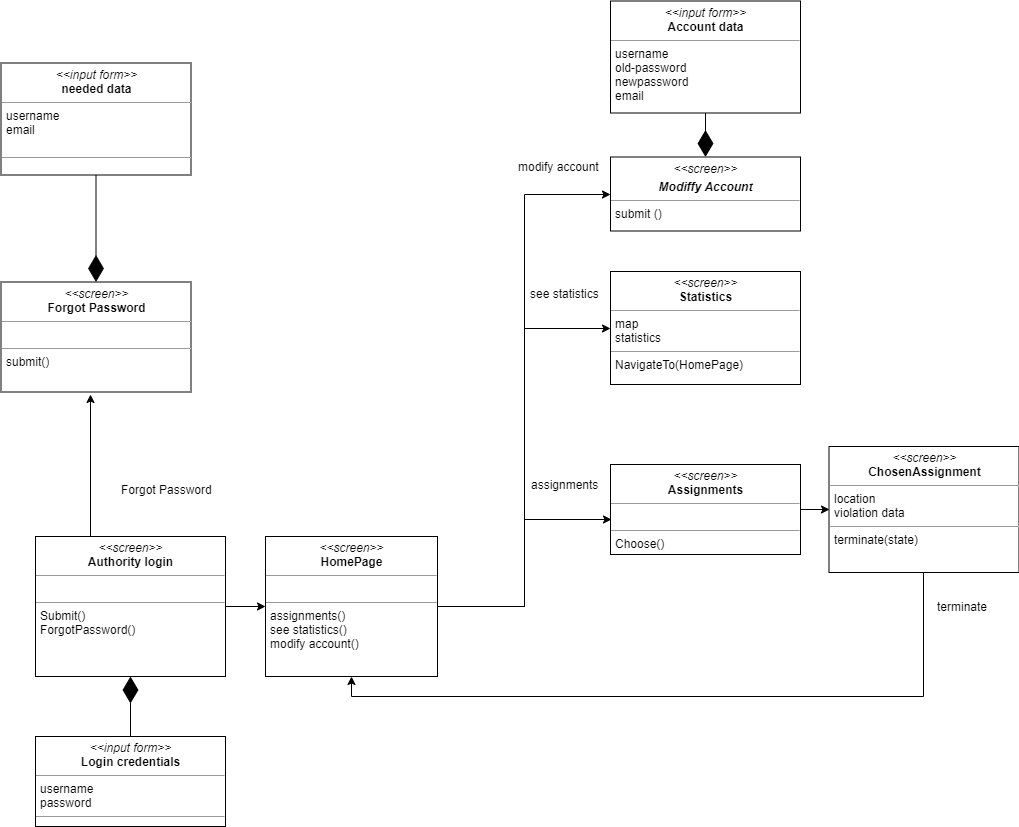 <<input form>>
Account data
username
old-password
newpassword
email
<<input form>>
needed data
username
email
modify account
<<screen>>
Modiffy Account
submit ()
<<screen>>
Forgot Password
submit()
see statistics
<<screen>>
Statistics
map
statistics
NavigateTo(HomePage)
Forgot Password
assignments
<<screen>>
Assignments
Choose()
<<screen>>
ChosenAssignment
location
violation data
terminate(state)
<<screen>>
Authority login
Submit()
ForgotPassword()
<<screen>>
HomePage
assignments()
see statistics()
modify account()
terminate
<<input form>>
Login credentials
username
password